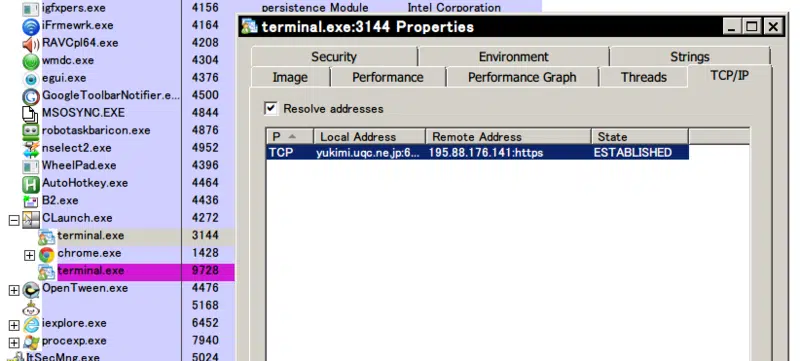 igfxpers.exe 4156 persistence Module Intel Corporation
iFrmewrk.exe 4164
RAVCpl64.exe 4208
wmdc.exe 4304
egui.exe 4376
GoogleToolbarNotifier.e... 4500
MSOSYNC.EXE 4844
robotaskbaricon.exe 4876
nselect2.exe 4952
WheelPad.exe 4396
AutoHotkey.exe 4464
B2.exe 4436
CLaunch.exe 4272
terminal.exe 3144
chrome.exe 1428
terminal.exe 9728
OpenTween.exe 4476
5168
iexplore.exe 6452
procexp.exe 7940
ItSecMng.exe 5024
terminal.exe:3144 Properties
Security Environment Strings
Image Performance Performance Graph Threads TCP/IP
Resolve addresses
P Local Address Remote Address State
TCP yukimi.uqc.ne.jp:6... 195.88.176.141:https ESTABLISHED